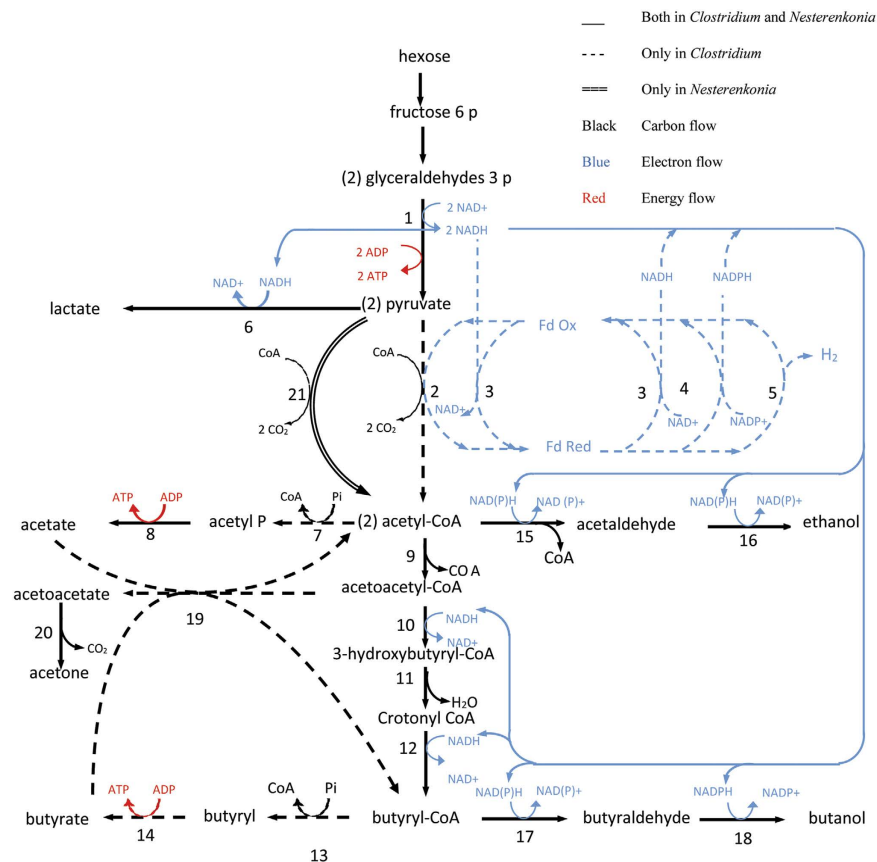 Both in Clostridium and Nesterenkonia
Only in Clostridium
Only in Nesterenkonia
Black Carbon flow
Blue Electron flow
Red Energy flow
hexose
fructose 6 p
(2) glyceraldehydes 3 p
1
2 NAD+
2 NADH
2 ADP
2 ATP
NAD+ NADH
NADH NADPH
lactate
6
(2) pyruvate
Fd Ox
H2
CoA
21
2 CO2
CoA
2
2 CO2
3
NAD+
3
4
5
NAD+
NADP+
Fd Red
ATP ADP
CoA Pi
NAD(P)H NAD (P)+
NAD(P)H NAD(P)+
acetate
8
acetyl P
7
(2) acetyl-CoA
15
acetaldehyde
16
ethanol
CoA
9
CO A
acetoacetate
19
acetoacetyl-CoA
20
CO2
acetone
10
NADH
NAD+
3-hydroxybutyryl-CoA
11
H2O
Crotonyl CoA
12
NADH
NAD+
ATP ADP
CoA Pi
NAD(P)H NAD(P)+
NADPH NADP+
butyrate
14
butyryl
13
butyryl-CoA
17
butyraldehyde
18
butanol